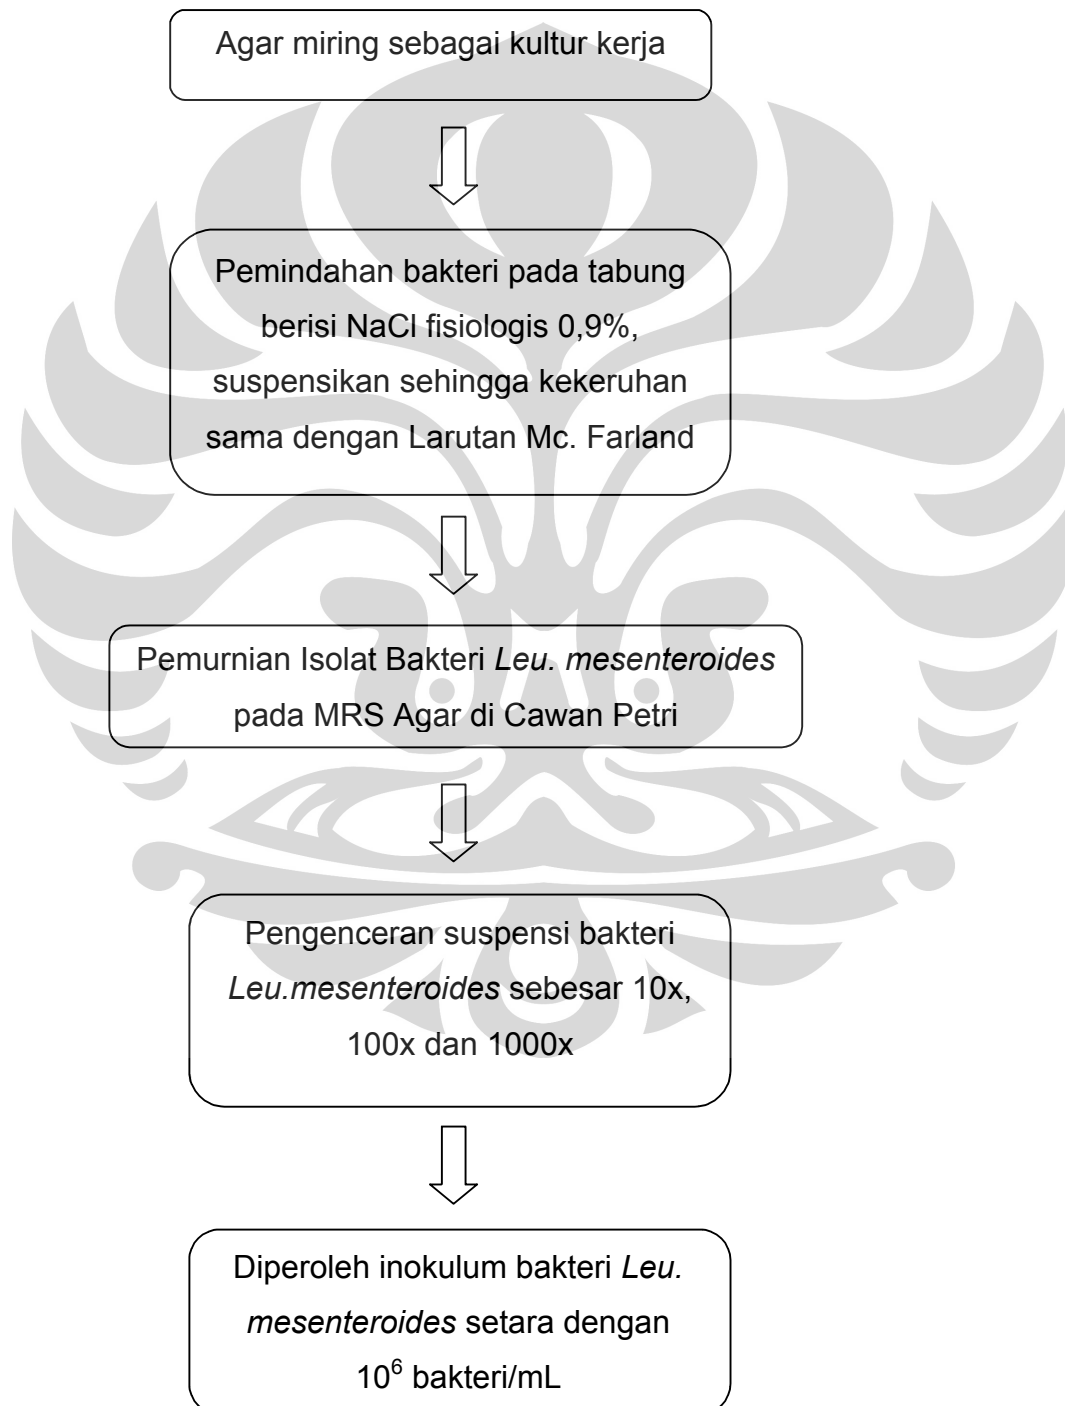 Agar miring sebagai kultur kerja
Pemindahan bakteri pada tabung
berisi NaCl fisiologis 0,9%,
suspensikan sehingga kekeruhan
sama dengan Larutan Mc. Farland
Pemurnian Isolat Bakteri Leu. mesenteroides
pada MRS Agar di Cawan Petri
Pengenceran suspensi bakteri
Leu.mesenteroides sebesar 10x,
100x dan 1000x
Diperoleh inokulum bakteri Leu.
mesenteroides setara dengan
10⁶ bakteri/mL